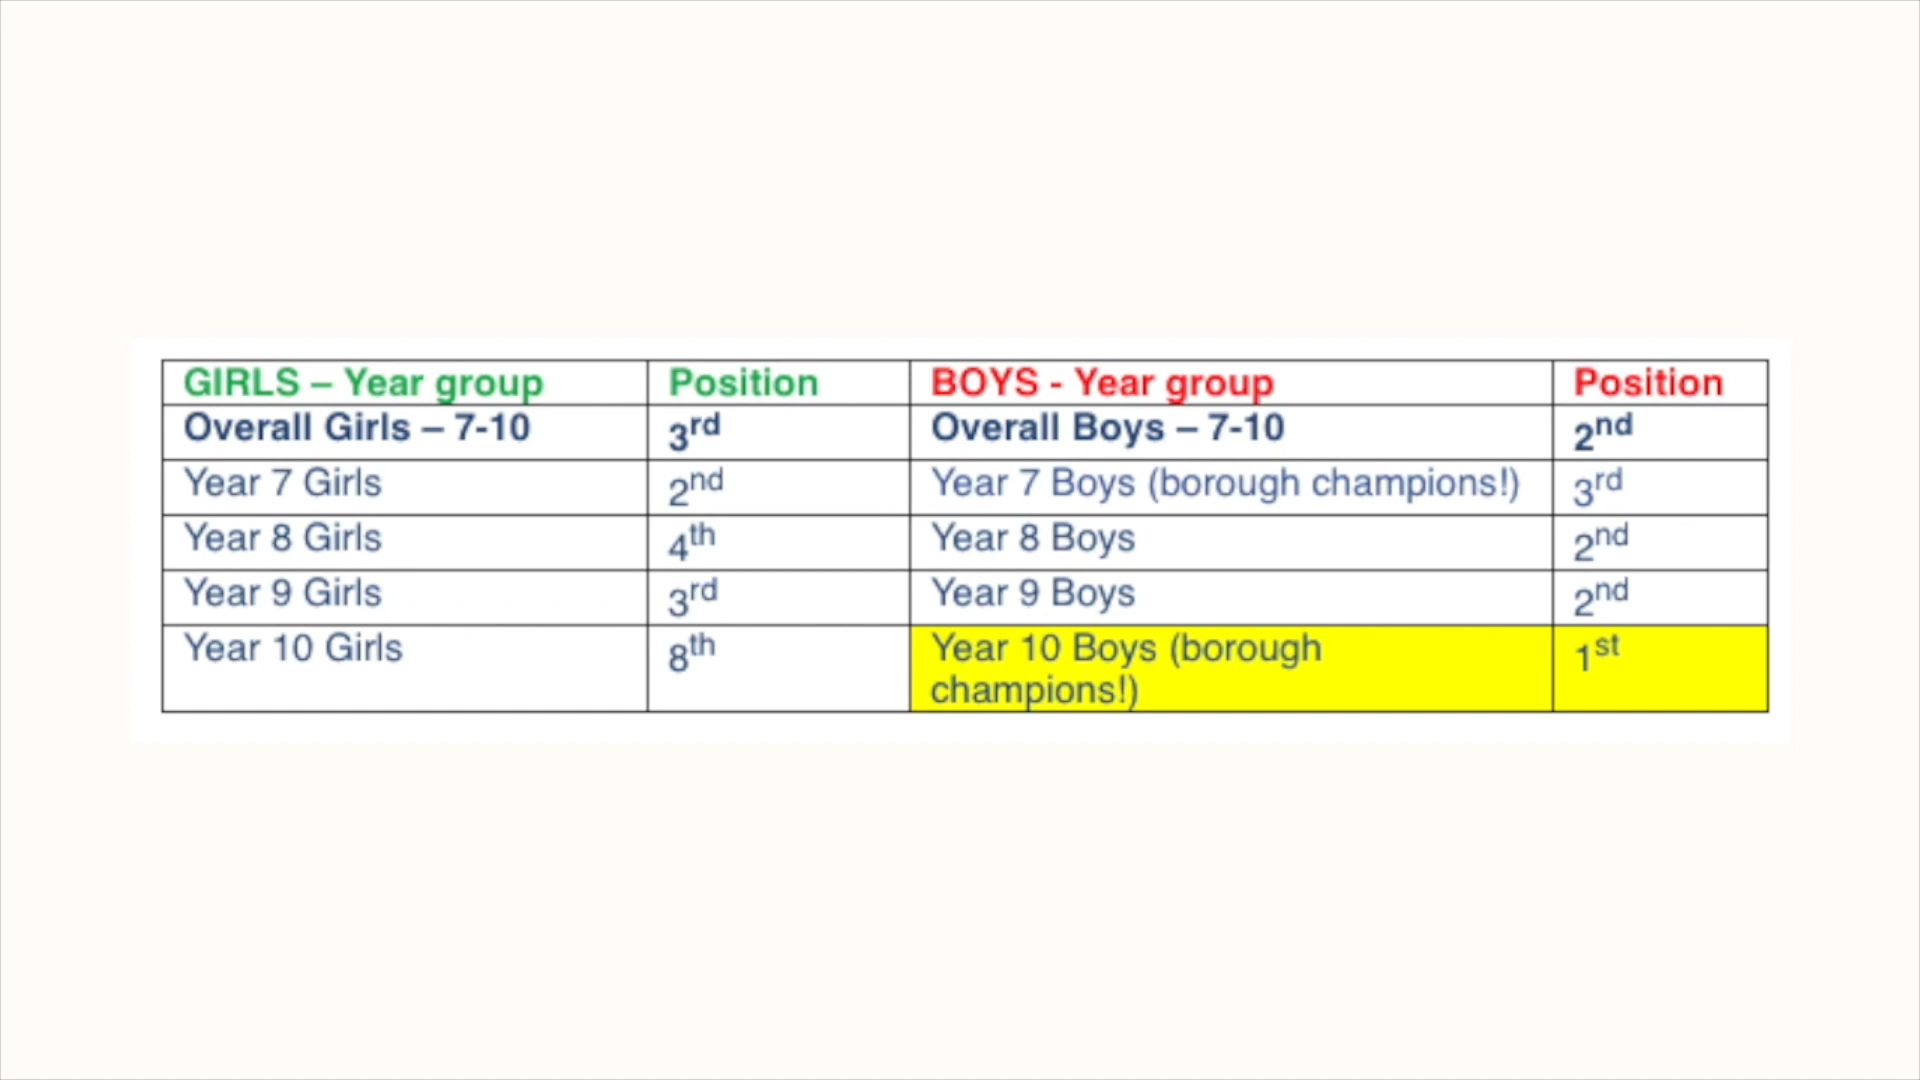 GIRLS – Year group Position BOYS - Year group Position
Overall Girls – 7-10 3rd Overall Boys – 7-10 2nd
Year 7 Girls 2nd Year 7 Boys (borough champions!) 3rd
Year 8 Girls 4th Year 8 Boys 2nd
Year 9 Girls 3rd Year 9 Boys 2nd
Year 10 Girls 8th Year 10 Boys (borough 1st
champions!)